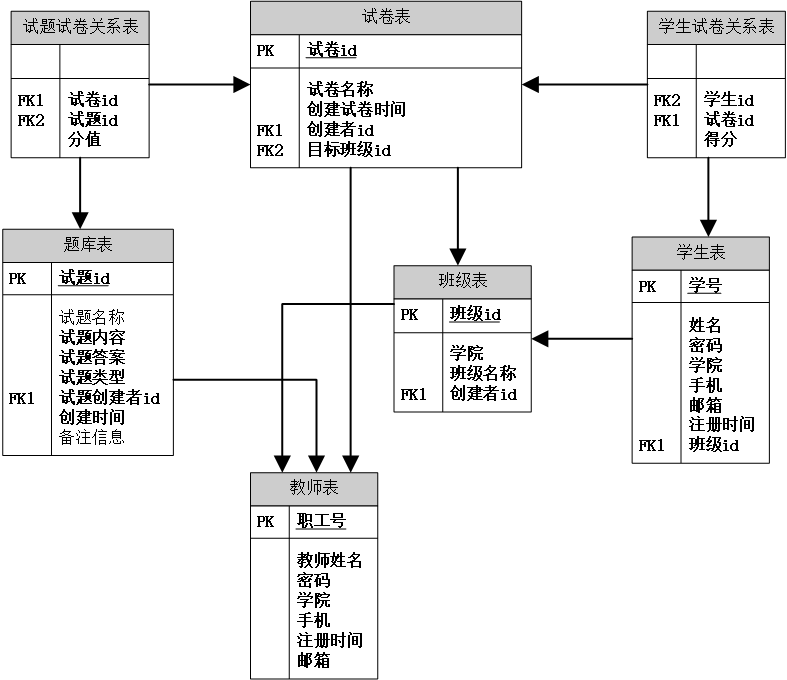 试题试卷关系表
FK1 试卷id
FK2 试题id
分值
试卷表
PK 试卷id
试卷名称
创建试卷时间
FK1 创建者id
FK2 目标班级id
学生试卷关系表
FK2 学生id
FK1 试卷id
得分
题库表
PK 试题id
试题名称
试题内容
试题答案
试题类型
FK1 试题创建者id
创建时间
备注信息
班级表
PK 班级id
学院
班级名称
FK1 创建者id
学生表
PK 学号
姓名
密码
学院
手机
邮箱
注册时间
FK1 班级id
教师表
PK 职工号
教师姓名
密码
学院
手机
注册时间
邮箱